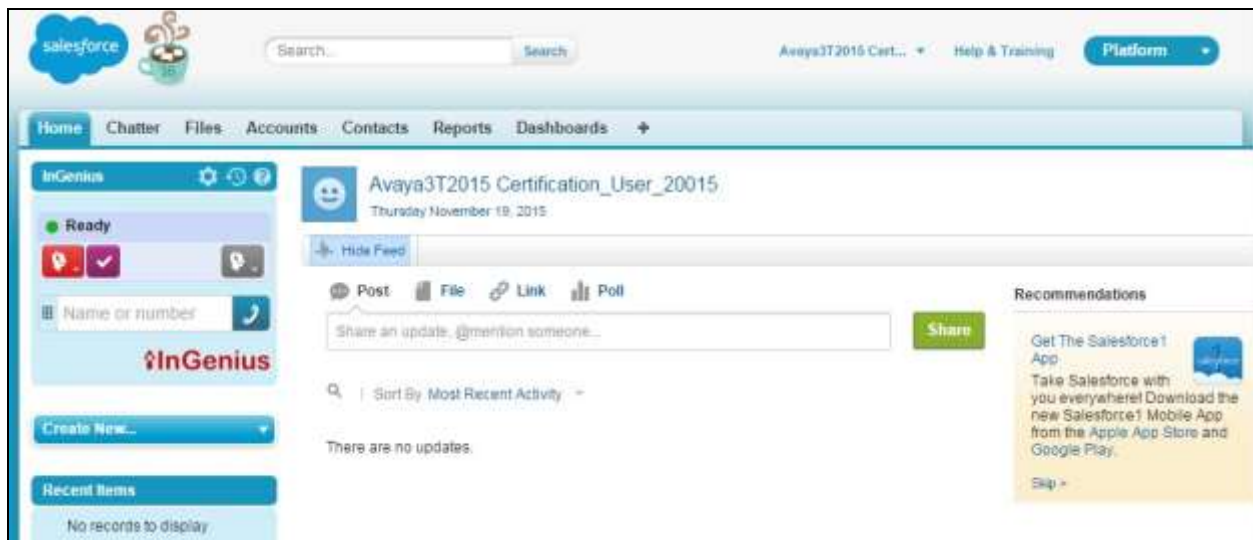 salesforce
Search... Search Avaya3T2015 Cert... Help & Training Platform
Home Chatter Files Accounts Contacts Reports Dashboards +
InGenius
Avaya3T2015 Certification_User_20015
Thursday November 19, 2015
Ready
Hide Feed
Post File Link Poll
Name or number
Share an update, @mention someone...
Share
InGenius
Sort By Most Recent Activity
There are no updates.
Create New...
Recent Items
No records to display
Recommendations
Get The Salesforce1
App
Take Salesforce with
you everywhere! Download the
new Salesforce1 Mobile App
from the Apple App Store and
Google Play.
Skip